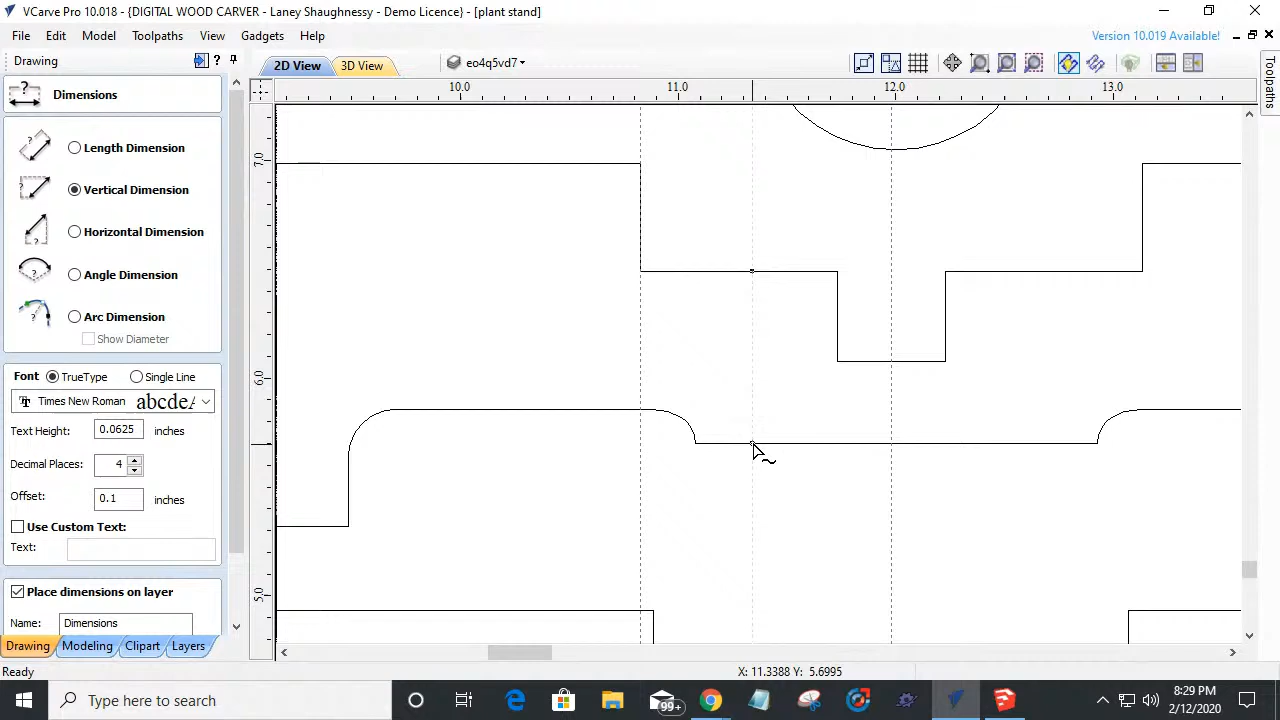 VCarve Pro 10.018 - {DIGITAL WOOD CARVER - Laney Shaughnessy - Demo Licence} - [plant stand]
File Edit Model Toolpaths View Gadgets Help
Version 10.019 Available!
Drawing
2D View 3D View
eo4q5vd7
Toolpaths
Dimensions
10.0 11.0 12.0 13.0
7.0
6.0
5.0
Length Dimension
Vertical Dimension
Horizontal Dimension
Angle Dimension
Arc Dimension
Show Diameter
Font TrueType Single Line
Times New Roman abcdeA
Text Height: 0.0625 inches
Decimal Places: 4
Offset: 0.1 inches
Use Custom Text:
Text:
Place dimensions on layer
Name: Dimensions
Drawing Modeling Clipart Layers
Ready
X: 11.3388 Y: 5.6995
Type here to search
99+
8:29 PM
2/12/2020